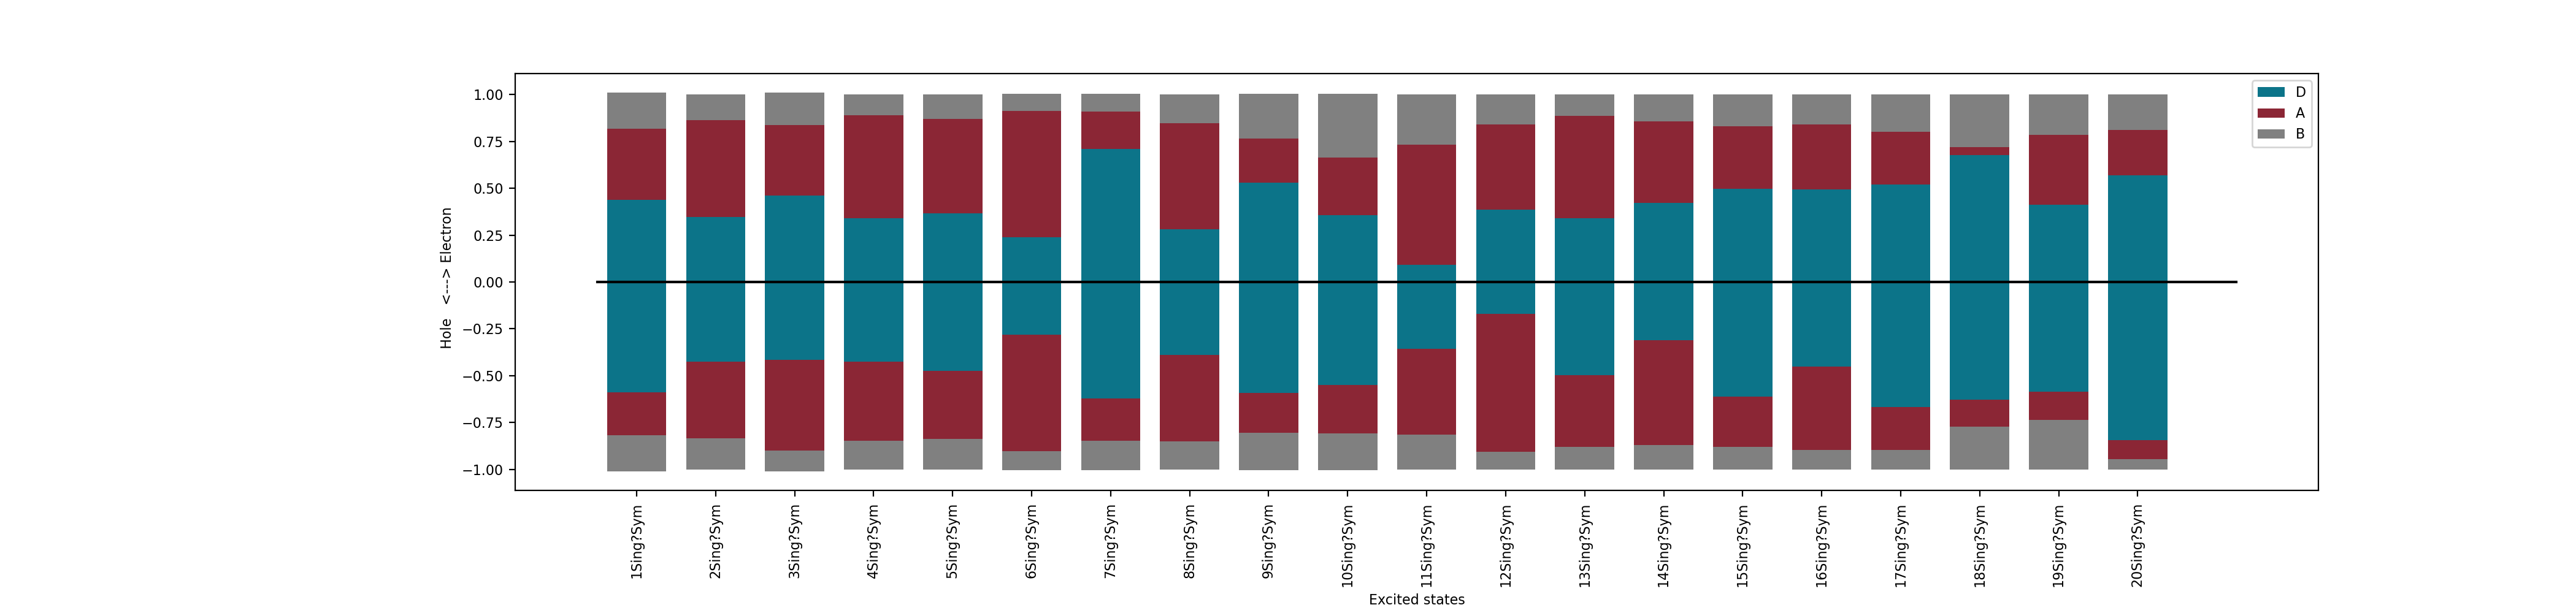 D
A
B
1.00
0.75
0.50
0.25
0.00
−0.25
−0.50
−0.75
−1.00
Hole <----> Electron
1Sing?Sym
2Sing?Sym
3Sing?Sym
4Sing?Sym
5Sing?Sym
6Sing?Sym
7Sing?Sym
8Sing?Sym
9Sing?Sym
10Sing?Sym
11Sing?Sym
12Sing?Sym
13Sing?Sym
14Sing?Sym
15Sing?Sym
16Sing?Sym
17Sing?Sym
18Sing?Sym
19Sing?Sym
20Sing?Sym
Excited states